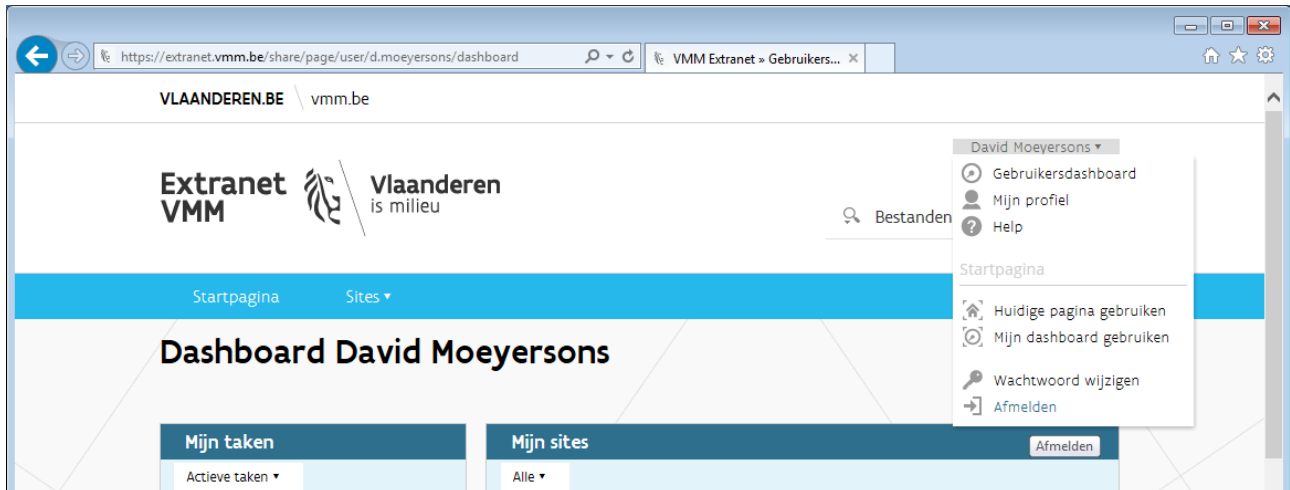 https://extranet.vmm.be/share/page/user/d.moeyersons/dashboard
VMM Extranet » Gebruikers...
VLAANDEREN.BE vmm.be
David Moeyersons
Gebruikersdashboard
Mijn profiel
Help
Extranet VMM
Vlaanderen
is milieu
Bestanden
Startpagina
Huidige pagina gebruiken
Mijn dashboard gebruiken
Wachtwoord wijzigen
Afmelden
Startpagina Sites
Dashboard David Moeyersons
Mijn taken
Actieve taken
Mijn sites
Afmelden
Alle